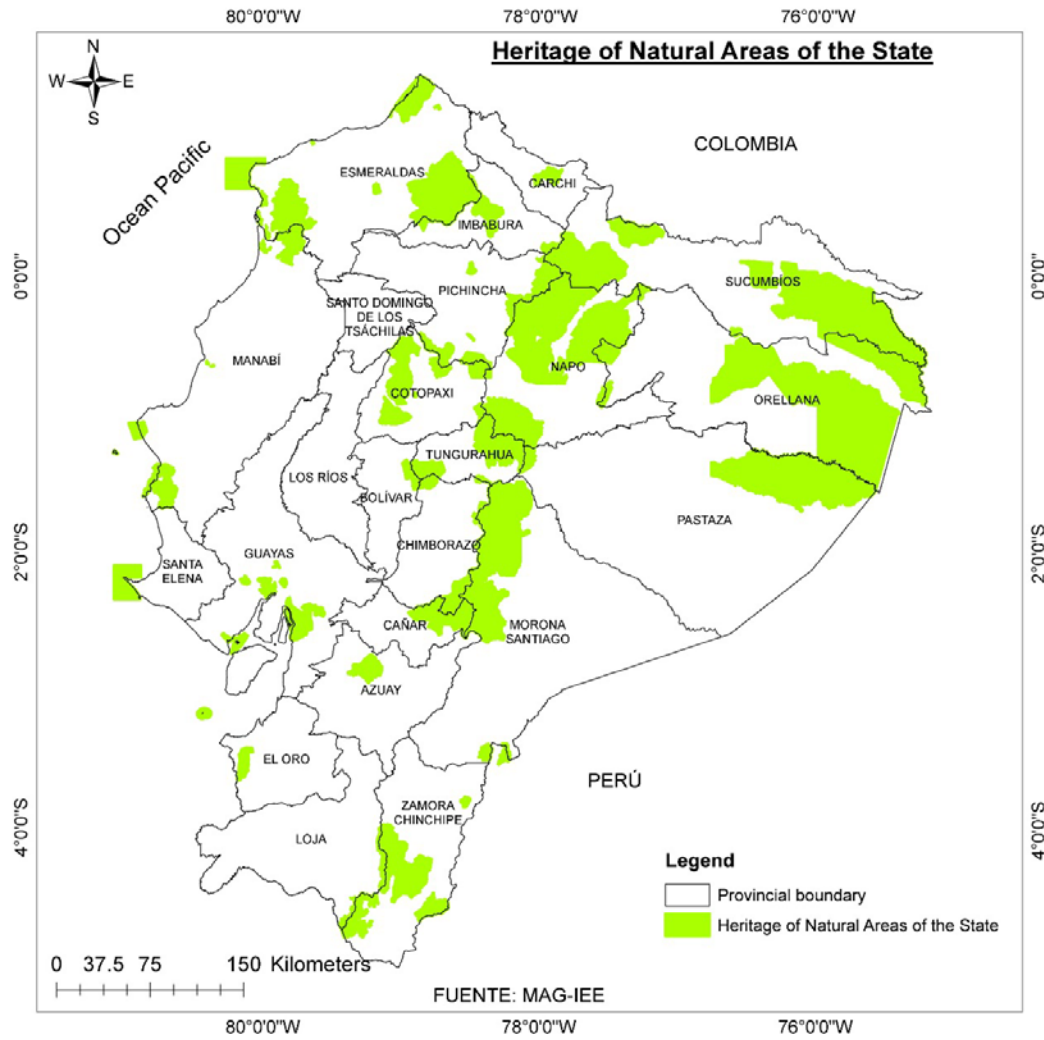 80°0'0"W
78°0'0"W
76°0'0"W
Heritage of Natural Areas of the State
N
W
E
S
COLOMBIA
Ocean Pacific
ESMERALDAS
CARCHI
IMBABURA
0°0'0"
0°0'0"
SUCUMBÍOS
PICHINCHA
SANTO DOMINGO
DE LOS
TSÁCHILAS
MANABÍ
NAPO
COTOPAXI
ORELLANA
TUNGURAHUA
LOS RÍOS
BOLÍVAR
PASTAZA
CHIMBORAZO
GUAYAS
SANTA
ELENA
2°0'0"S
2°0'0"S
CAÑAR
MORONA
SANTIAGO
AZUAY
EL ORO
PERÚ
ZAMORA
CHINCHIPE
LOJA
4°0'0"S
4°0'0"S
Legend
Provincial boundary
Heritage of Natural Areas of the State
0 37.5 75 150 Kilometers
FUENTE: MAG-IEE
80°0'0"W
78°0'0"W
76°0'0"W